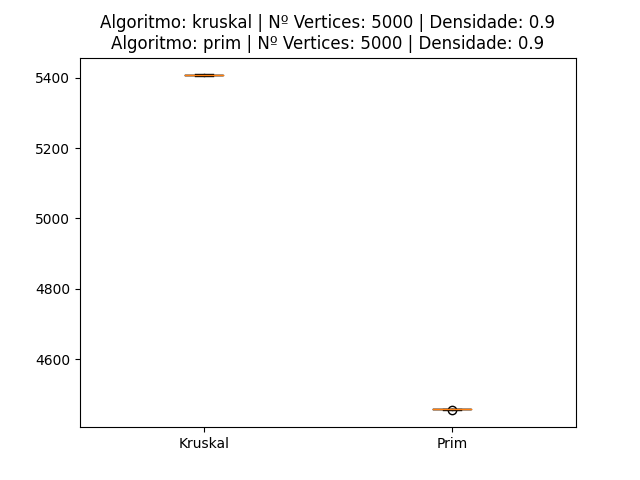 Algoritmo: kruskal | Nº Vertices: 5000 | Densidade: 0.9
Algoritmo: prim | Nº Vertices: 5000 | Densidade: 0.9
5400
5200
5000
4800
4600
Kruskal
Prim